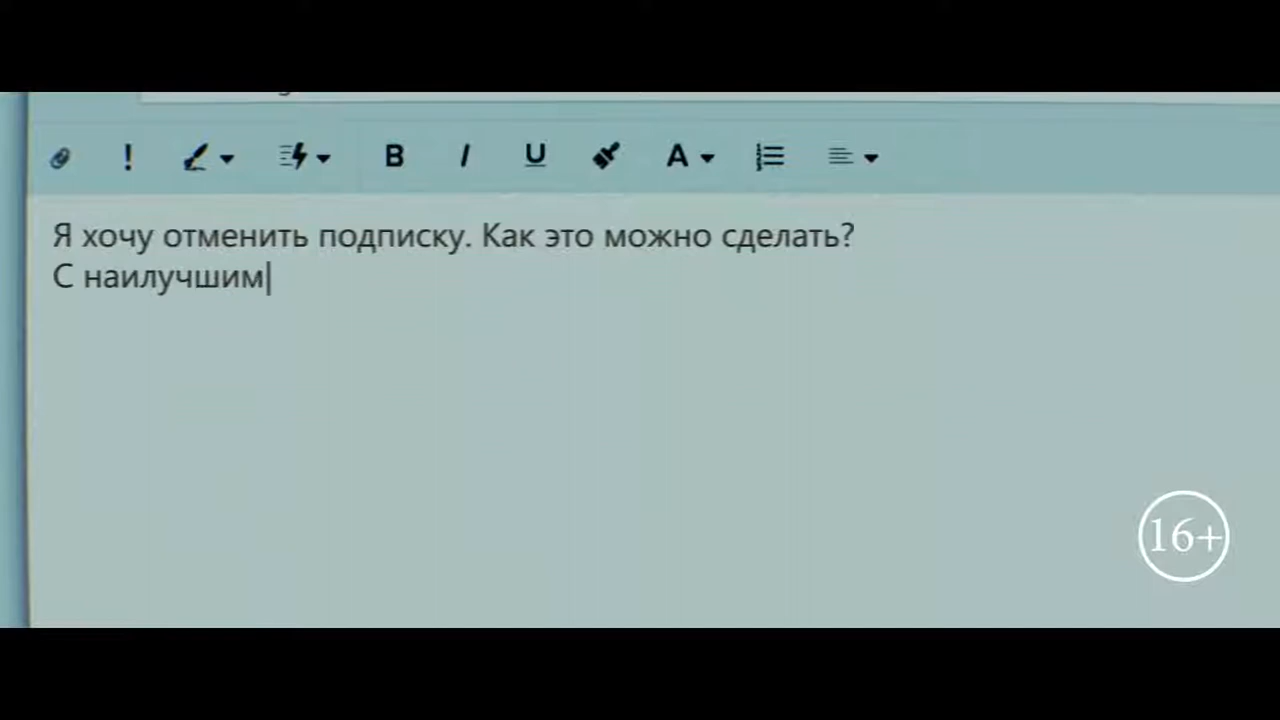 B I U A
Я хочу отменить подписку. Как это можно сделать?
С наилучшим
16+